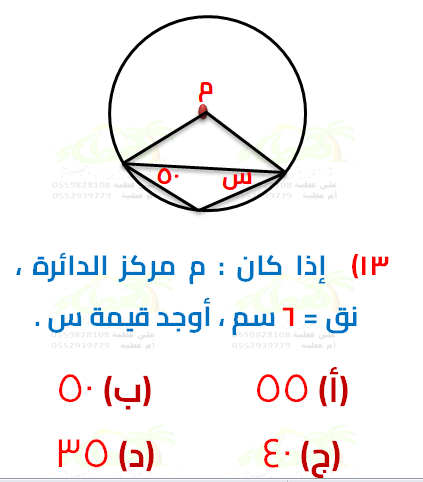 م
٥٠ س
١٣) إذا كان : م مركز الدائرة ،
نق = ٦ سم ، أوجد قيمة س .
(أ) ٥٥ (ب) ٥٠
(ج) ٤٠ (د) ٣٥